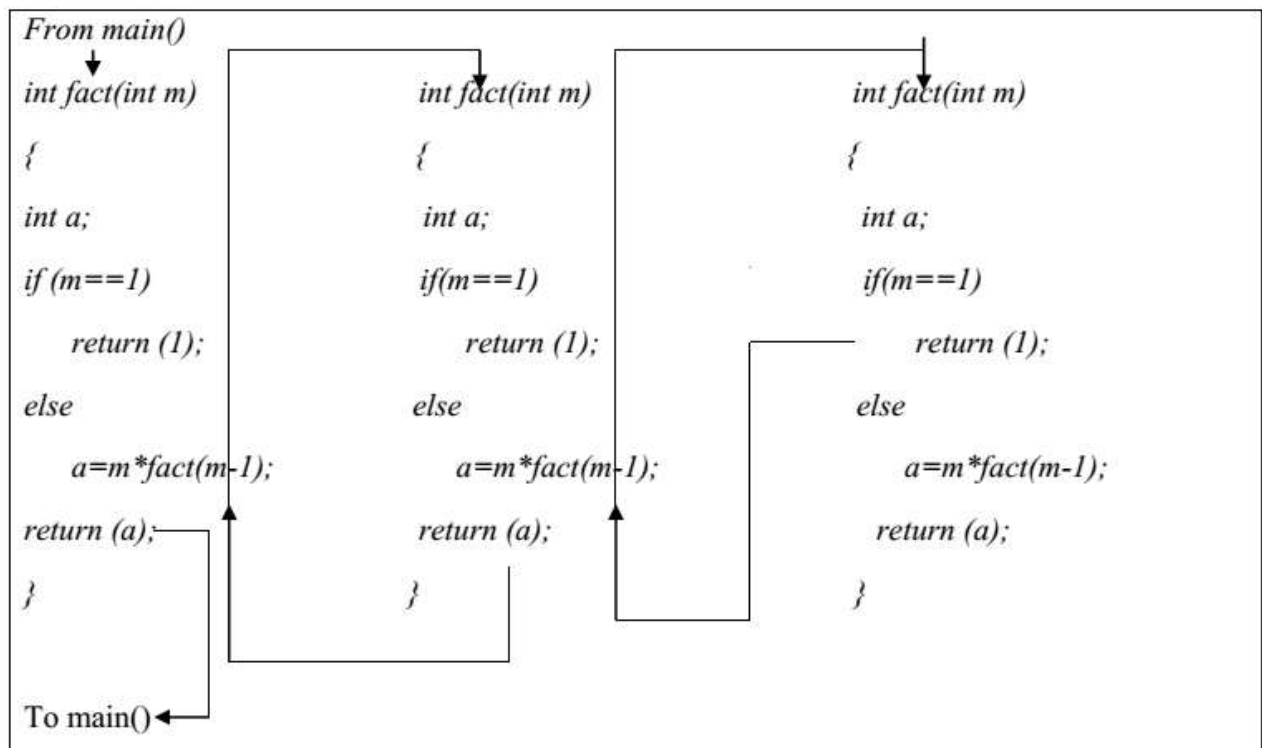 From main()
int fact(int m) int fact(int m) int fact(int m)
{ { {
int a; int a; int a;
if (m==1) if(m==1) if(m==1)
return (1); return (1); return (1);
else else else
a=m*fact(m-1); a=m*fact(m-1); a=m*fact(m-1);
return (a); return (a); return (a);
} } }
To main()